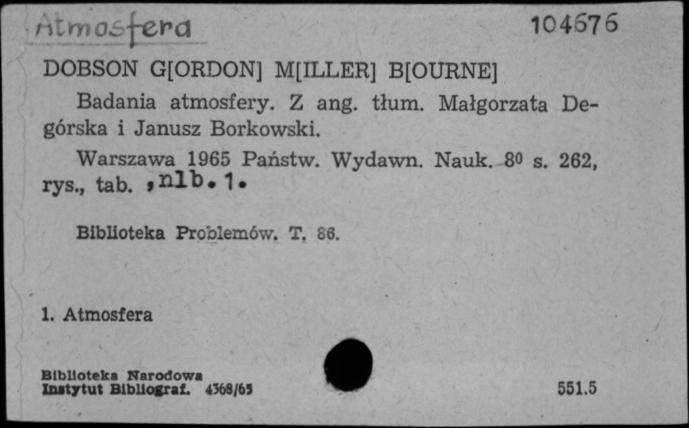 Atmosfera 104676
DOBSON G[ORDON] M[ILLER] B[OURNE]
Badania atmosfery. Z ang. tłum. Małgorzata De-
górska i Janusz Borkowski.
Warszawa 1965 Państw. Wydawn. Nauk. 8⁰ s. 262,
rys., tab. , nlb. 1.
Biblioteka Problemów. T. 86.
1. Atmosfera
Biblioteka Narodowa
Instytut Bibliograf. 4368/65 551.5